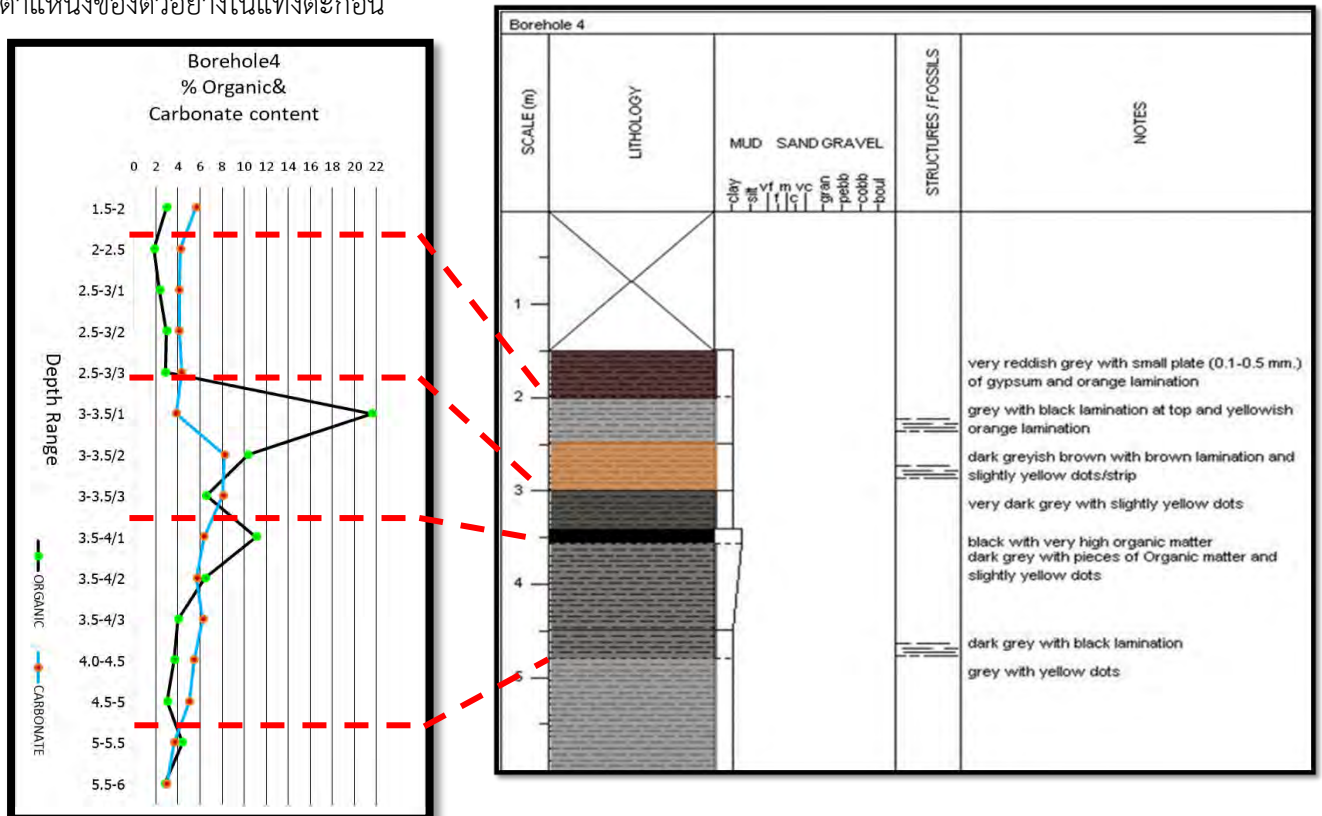 ตำแหน่งของตัวอย่างในแท่งตะกอน
Borehole4
% Organic&
Carbonate content
0 2 4 6 8 10 12 14 16 18 20 22
Depth Range
1.5-2
2-2.5
2.5-3/1
2.5-3/2
2.5-3/3
3-3.5/1
3-3.5/2
3-3.5/3
3.5-4/1
3.5-4/2
3.5-4/3
4.0-4.5
4.5-5
5-5.5
5.5-6
ORGANIC
CARBONATE
Borehole 4
SCALE (m)
LITHOLOGY
MUD SAND GRAVEL
clay silt vf f m c vc gran pebb cobb boul
STRUCTURES / FOSSILS
NOTES
1
2
3
4
5
very reddish grey with small plate (0.1-0.5 mm.)
of gypsum and orange lamination
grey with black lamination at top and yellowish
orange lamination
dark greyish brown with brown lamination and
slightly yellow dots/strip
very dark grey with slightly yellow dots
black with very high organic matter
dark grey with pieces of Organic matter and
slightly yellow dots
dark grey with black lamination
grey with yellow dots